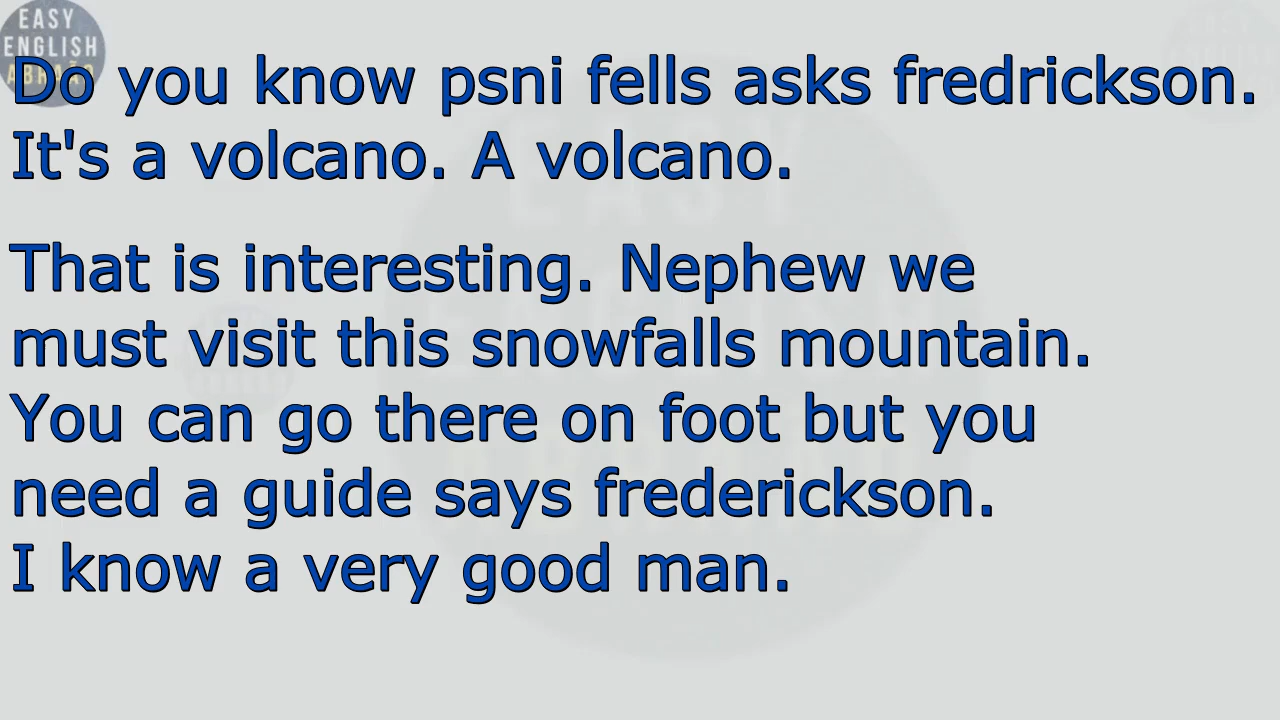 EASY
ENGLISH
ABRAÃO
Do you know psni fells asks fredrickson.
It's a volcano. A volcano.
That is interesting. Nephew we
must visit this snowfalls mountain.
You can go there on foot but you
need a guide says frederickson.
I know a very good man.